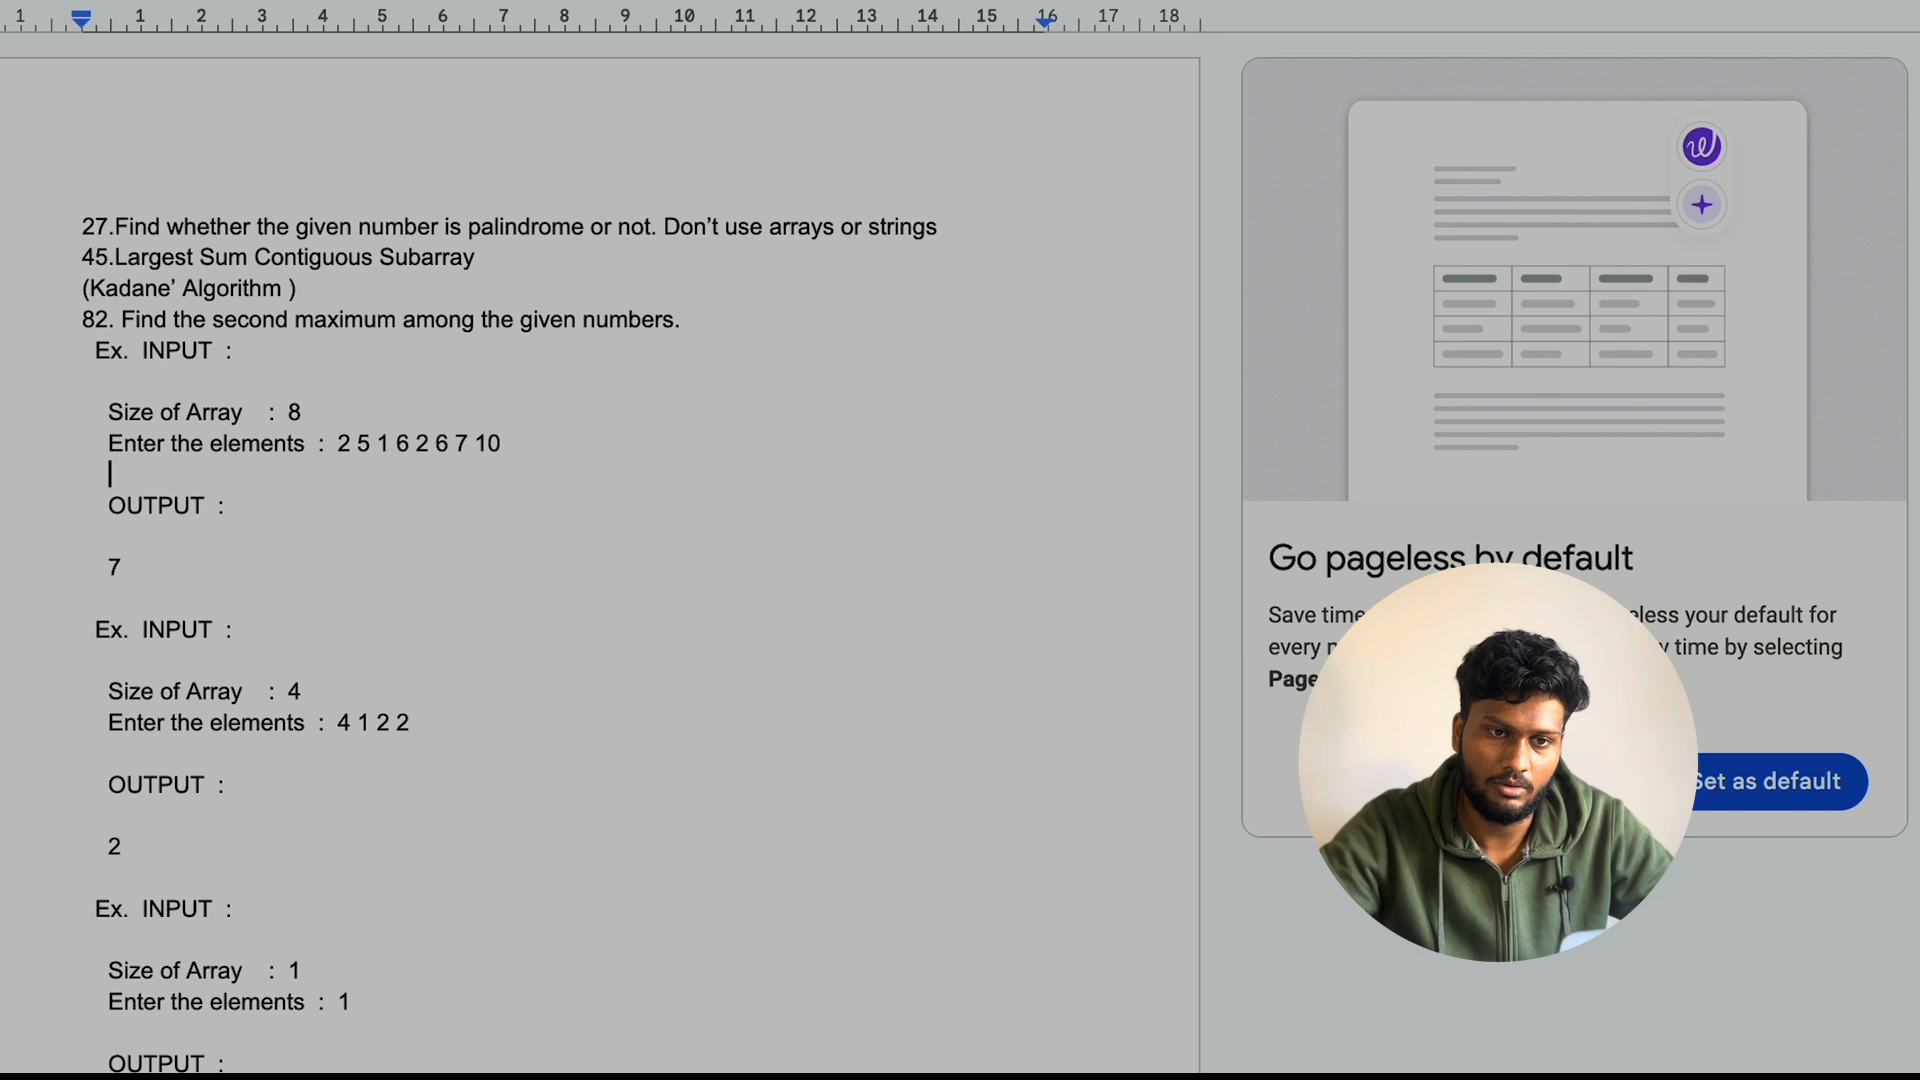 1 1 2 3 4 5 6 7 8 9 10 11 12 13 14 15 16 17 18
27.Find whether the given number is palindrome or not. Don’t use arrays or strings
45.Largest Sum Contiguous Subarray
(Kadane’ Algorithm )
82. Find the second maximum among the given numbers.
Ex. INPUT :
Size of Array : 8
Enter the elements : 2 5 1 6 2 6 7 10
OUTPUT :
7
Ex. INPUT :
Size of Array : 4
Enter the elements : 4 1 2 2
OUTPUT :
2
Ex. INPUT :
Size of Array : 1
Enter the elements : 1
OUTPUT :
Go pageless by default
Save time your default for
every time by selecting
Page
Set as default